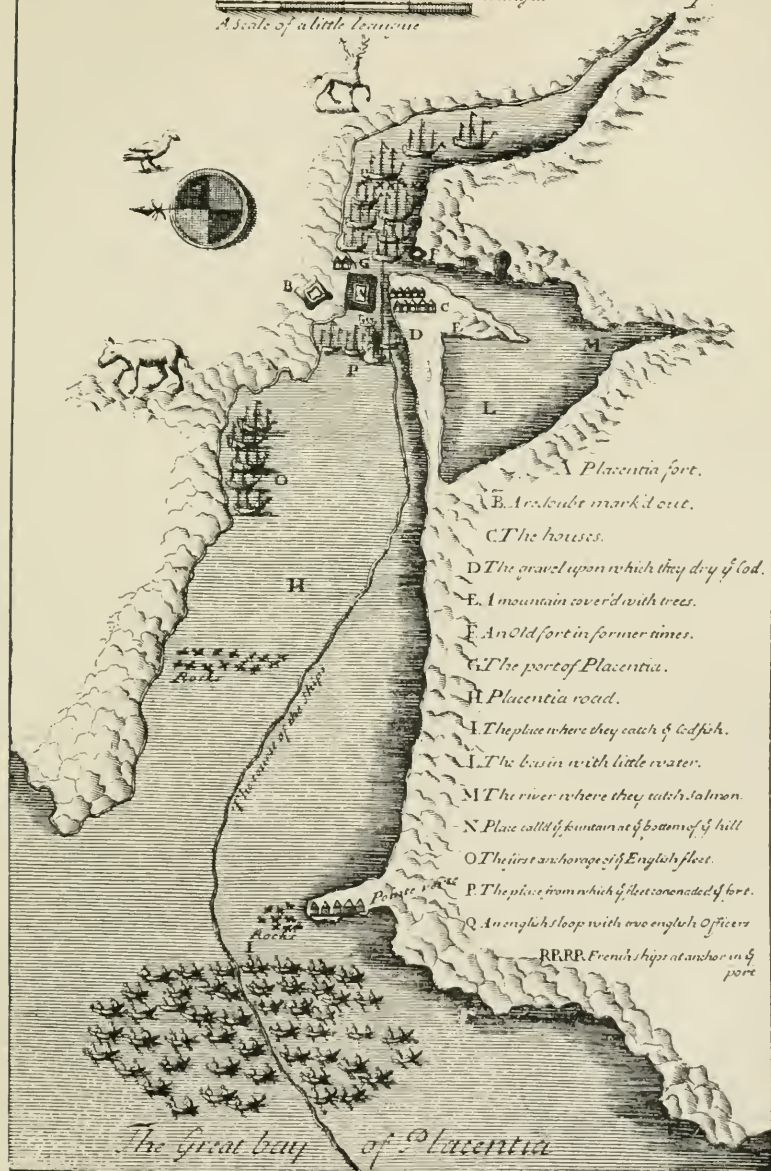 A Scale of a little league
B
G
C
D
E
M
P
L
O
H
Rocks
The course of the ships
Pointe verte
Rocks
I
A Placentia fort.
B. A redoubt mark'd out.
C The houses.
D The gravel upon which they dry ÿ Cod.
E. A mountain cover'd with trees.
F An Old fort in former times.
G The port of Placentia.
H Placentia road.
I. The place where they catch ÿ Codfish.
L. The basin with little water.
M The river where they catch Salmon.
N. Place call'd ÿ fountain at ÿ bottom of ÿ hill
O The first anchorage of ÿ English fleet.
P. The place from which ÿ fleet canonaded ÿ fort.
Q An english sloop with two english Officers
RR.RR. French ships at anchor in ÿ
port
The Great bay of Placentia